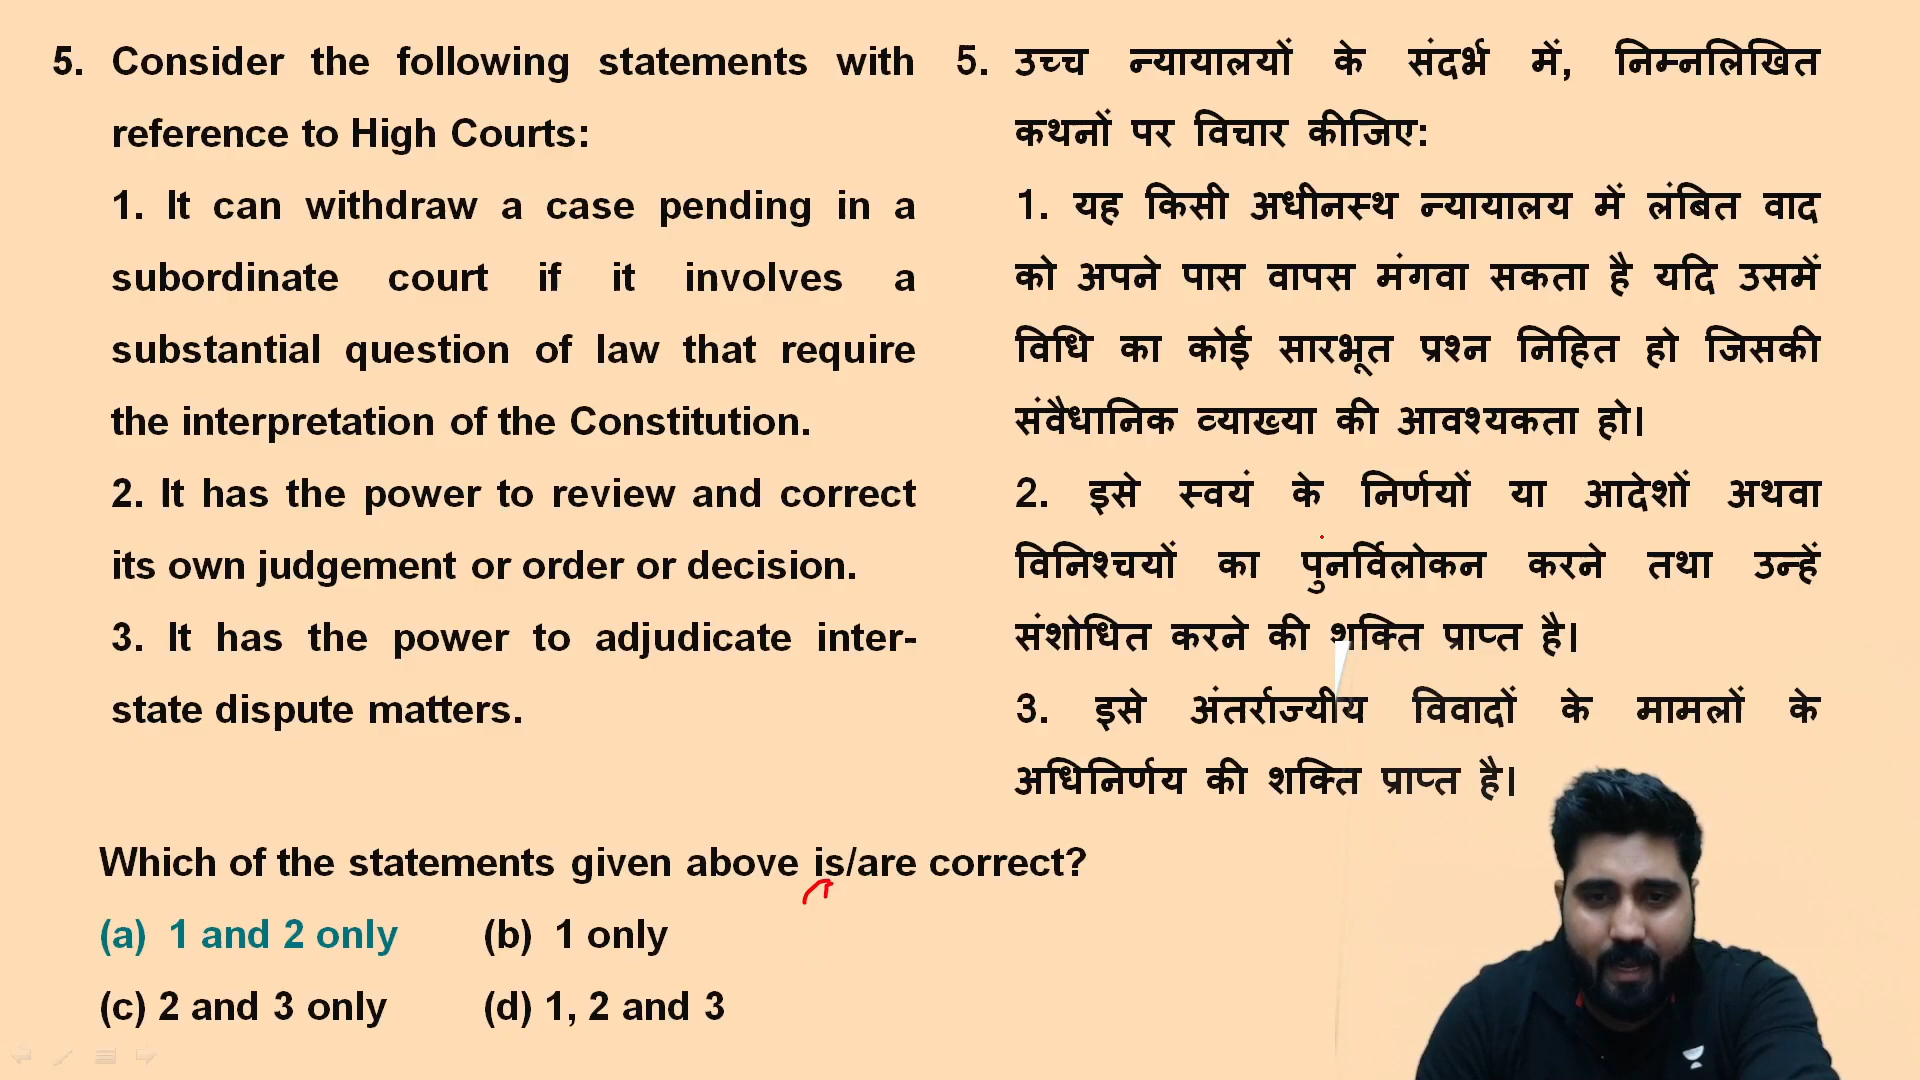 5. Consider the following statements with
reference to High Courts:
1. It can withdraw a case pending in a
subordinate court if it involves a
substantial question of law that require
the interpretation of the Constitution.
2. It has the power to review and correct
its own judgement or order or decision.
3. It has the power to adjudicate inter-
state dispute matters.
5. उच्च न्यायालयों के संदर्भ में, निम्नलिखित
कथनों पर विचार कीजिए:
1. यह किसी अधीनस्थ न्यायालय में लंबित वाद
को अपने पास वापस मंगवा सकता है यदि उसमें
विधि का कोई सारभूत प्रश्न निहित हो जिसकी
संवैधानिक व्याख्या की आवश्यकता हो।
2. इसे स्वयं के निर्णयों या आदेशों अथवा
विनिश्चयों का पुनर्विलोकन करने तथा उन्हें
संशोधित करने की शक्ति प्राप्त है।
3. इसे अंतर्राज्यीय विवादों के मामलों के
अधिनिर्णय की शक्ति प्राप्त है।
Which of the statements given above is/are correct?
(a) 1 and 2 only (b) 1 only
(c) 2 and 3 only (d) 1, 2 and 3